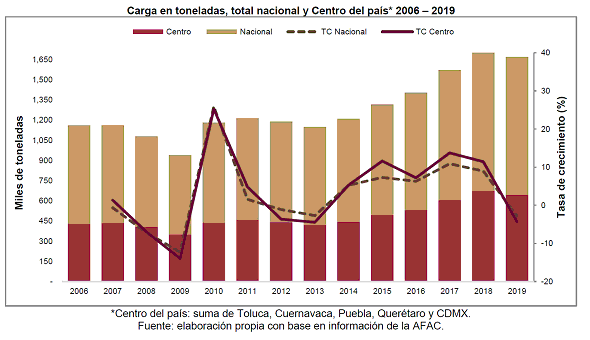 Carga en toneladas, total nacional y Centro del país* 2006 – 2019
Centro Nacional TC Nacional TC Centro
Miles de toneladas
1,650
1,500
1,350
1,200
1,050
900
750
600
450
300
150
-
40
30
20
10
0
-10
-20
Tasa de crecimiento (%)
2006 2007 2008 2009 2010 2011 2012 2013 2014 2015 2016 2017 2018 2019
*Centro del país: suma de Toluca, Cuernavaca, Puebla, Querétaro y CDMX.
Fuente: elaboración propia con base en información de la AFAC.